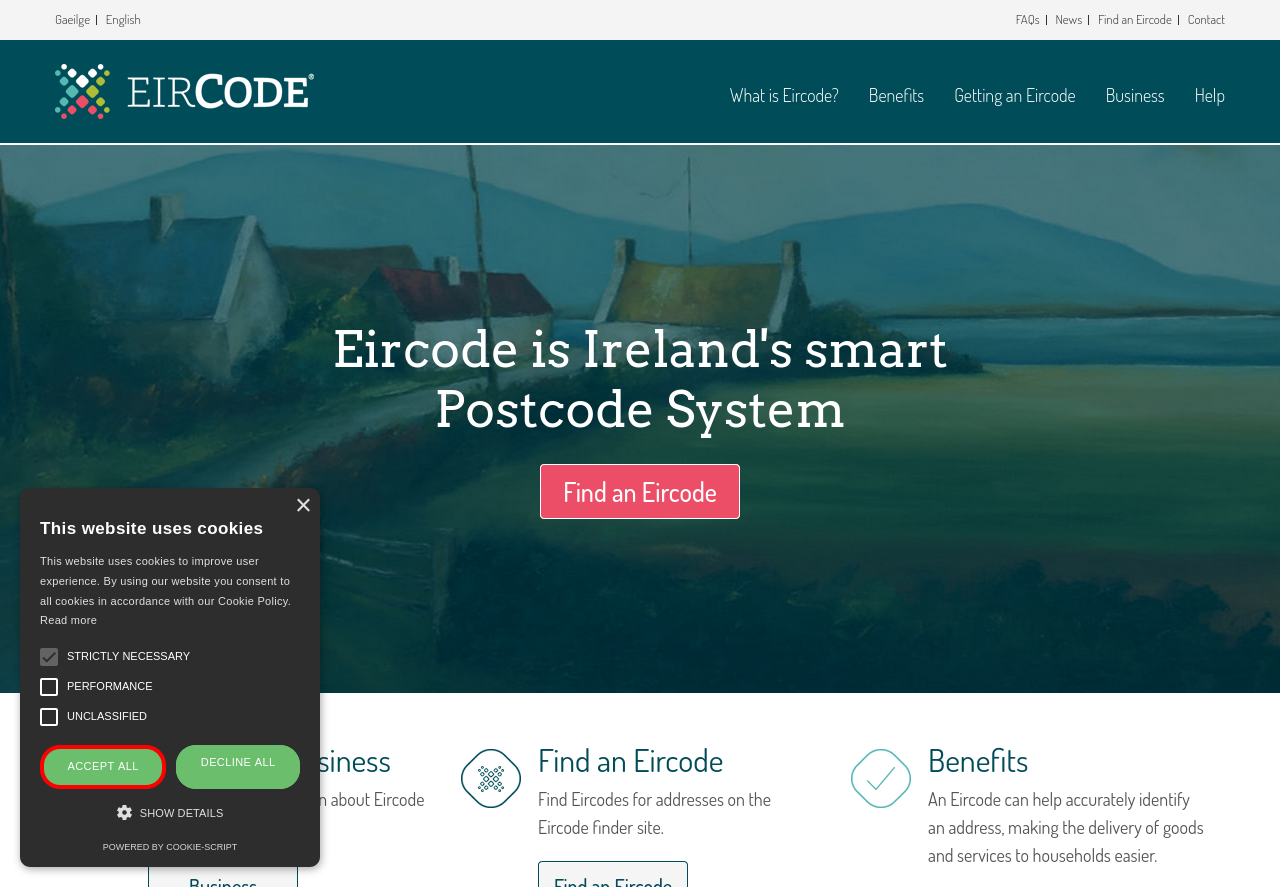 Gaeilge | English
FAQs | News | Find an Eircode | Contact
EIRCODE®
What is Eircode? Benefits Getting an Eircode Business Help
Eircode is Ireland's smart
Postcode System
Find an Eircode
×
This website uses cookies
This website uses cookies to improve user
experience. By using our website you consent to
all cookies in accordance with our Cookie Policy.
Read more
STRICTLY NECESSARY
PERFORMANCE
UNCLASSIFIED
ACCEPT ALL
DECLINE ALL
SHOW DETAILS
POWERED BY COOKIE-SCRIPT
about Eircode
Business
Find an Eircode
Find Eircodes for addresses on the
Eircode finder site.
Find an Eircode
Benefits
An Eircode can help accurately identify
an address, making the delivery of goods
and services to households easier.